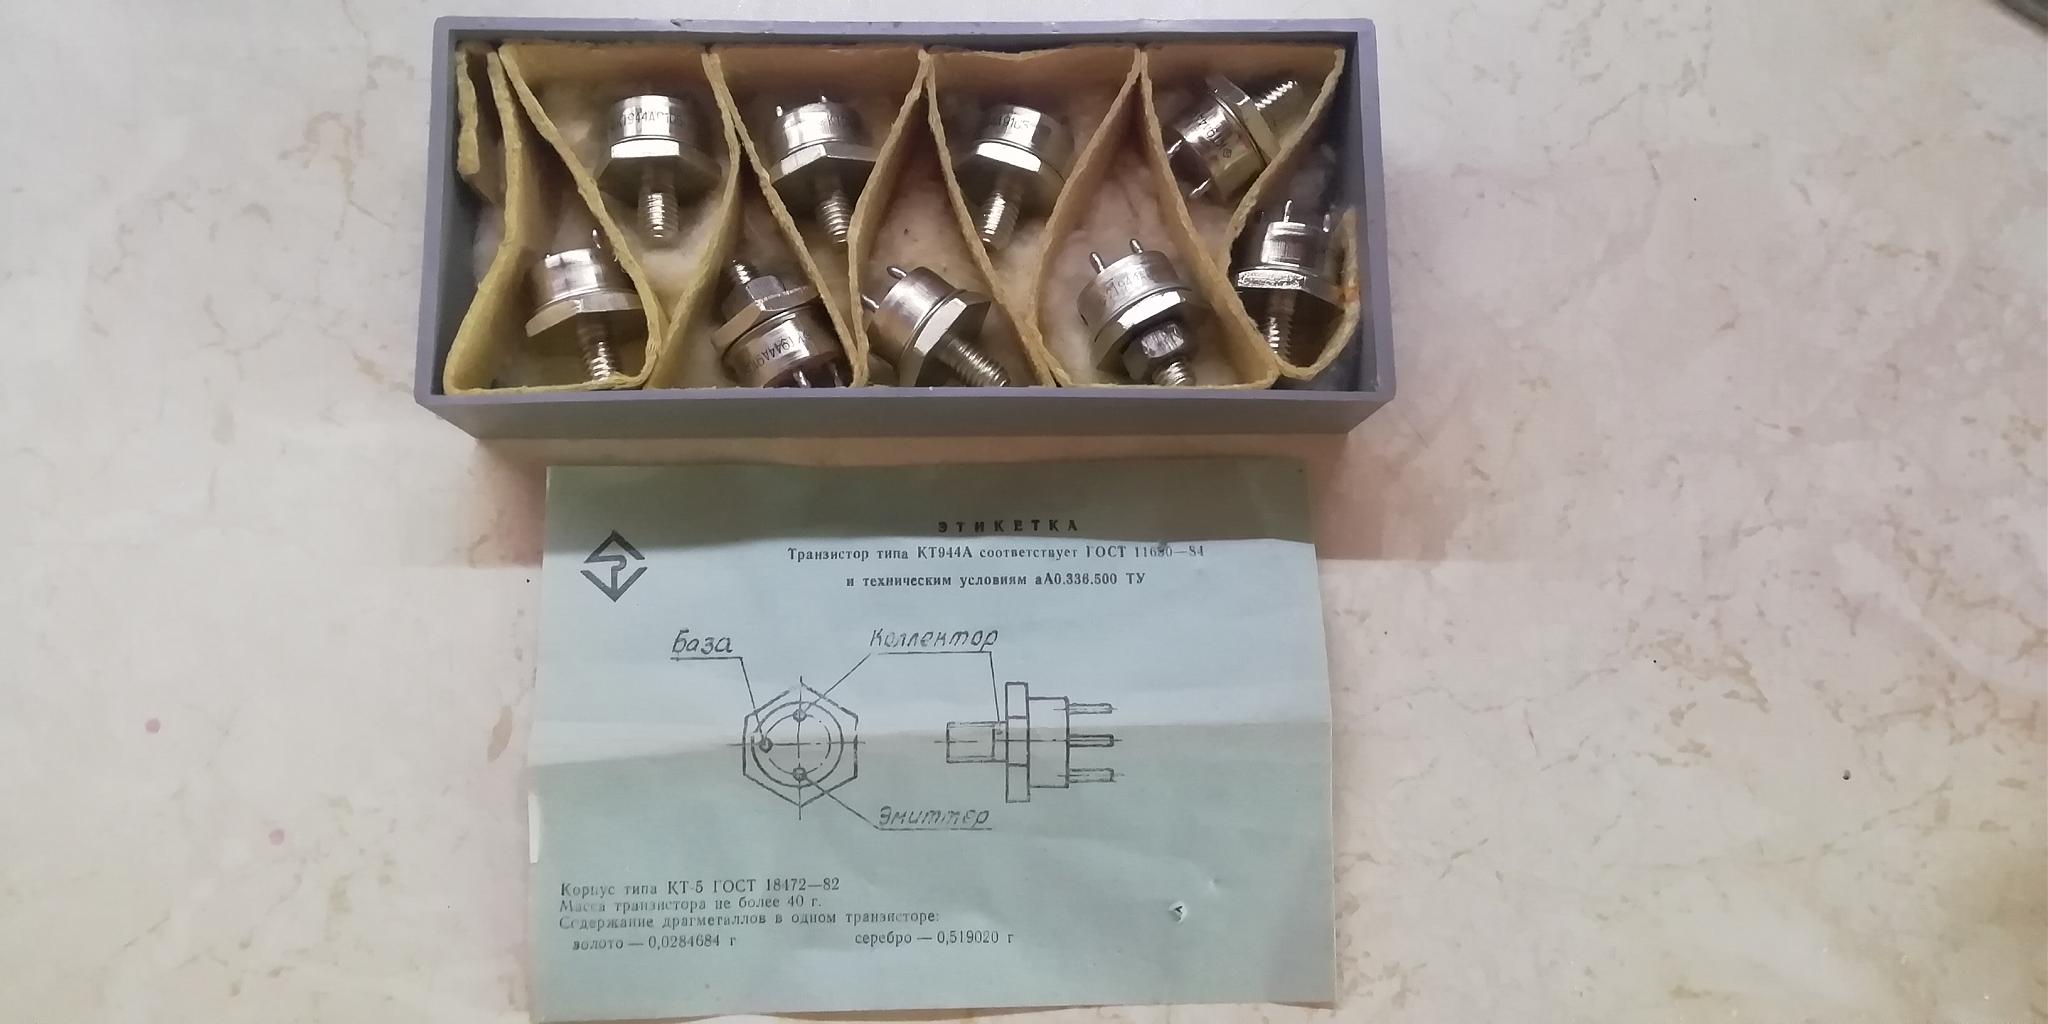 КТ944А9105
944А910
ЭТИКЕТКА
Транзистор типа КТ944А соответствует ГОСТ 11630—84
и техническим условиям аА0.336.500 ТУ
База
Коллектор
Эмиттер
Корпус типа КТ-5 ГОСТ 18472—82
Масса транзистора не более 40 г.
Содержание драгметаллов в одном транзисторе:
золото — 0,0284684 г серебро — 0,519020 г